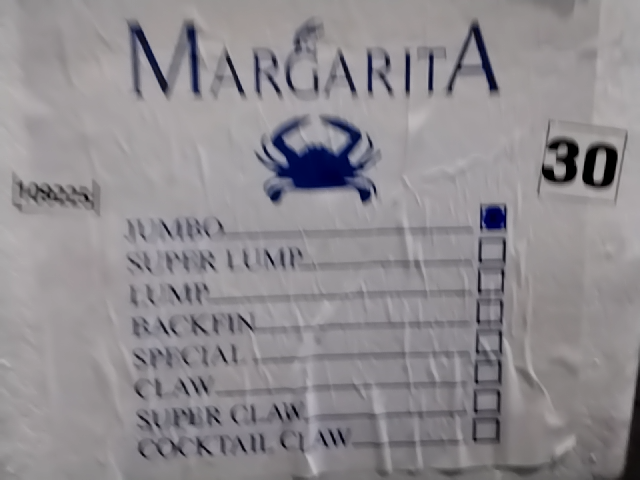 MARGARITA
30
JUMBO
SUPER LUMP
LUMP
BACKFIN
SPECIAL
CLAW
SUPER CLAW
COCKTAIL CLAW